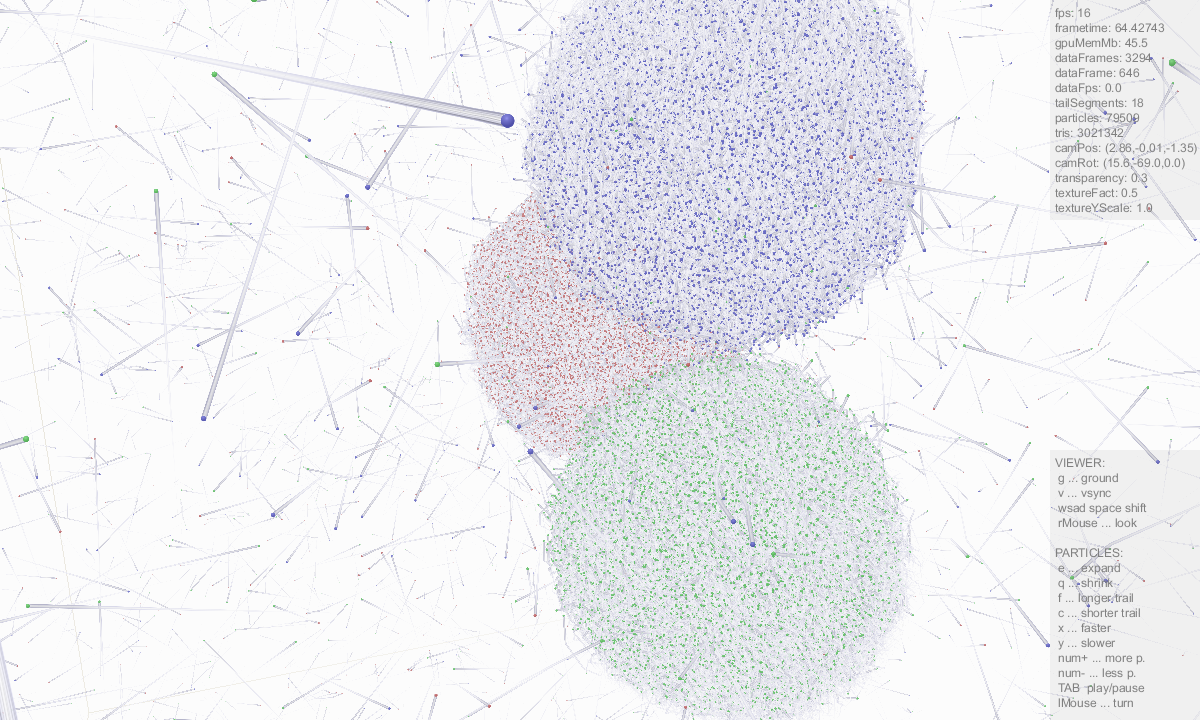 fps: 16
frametime: 64.42743
gpuMemMb: 45.5
dataFrames: 3294
dataFrame: 646
dataFps: 0.0
tailSegments: 18
particles: 79509
tris: 3021342
camPos: (2.86,-0.01,-1.35)
camRot: (15.6,-69.0,0.0)
transparency: 0.3
textureFact: 0.5
textureYScale: 1.0
VIEWER:
g ... ground
v ... vsync
wsad space shift
rMouse ... look
PARTICLES:
e ... expand
q ... shrink
f ... longer trail
c ... shorter trail
x ... faster
y ... slower
num+ ... more p.
num- ... less p.
TAB play/pause
lMouse ... turn